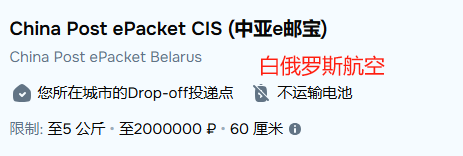 China Post ePacket CIS (中亚e邮宝)
China Post ePacket Belarus
白俄罗斯航空
您所在城市的Drop-off投递点 不运输电池
限制: 至5 公斤 • 至2000000 ₽ • 60 厘米